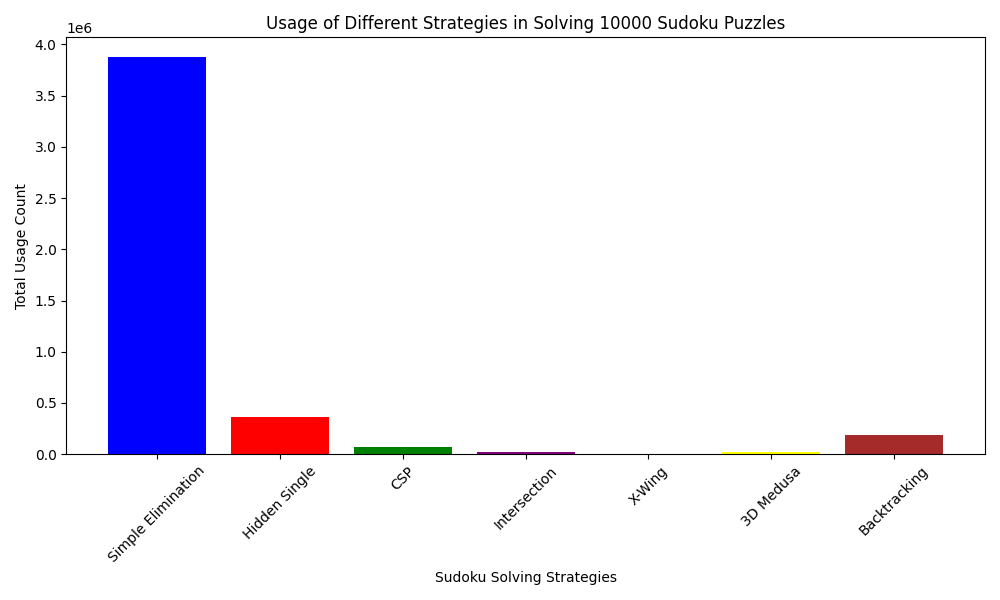 Usage of Different Strategies in Solving 10000 Sudoku Puzzles
1e6
4.0
3.5
3.0
2.5
2.0
1.5
1.0
0.5
0.0
Total Usage Count
Simple Elimination
Hidden Single
CSP
Intersection
X-Wing
3D Medusa
Backtracking
Sudoku Solving Strategies